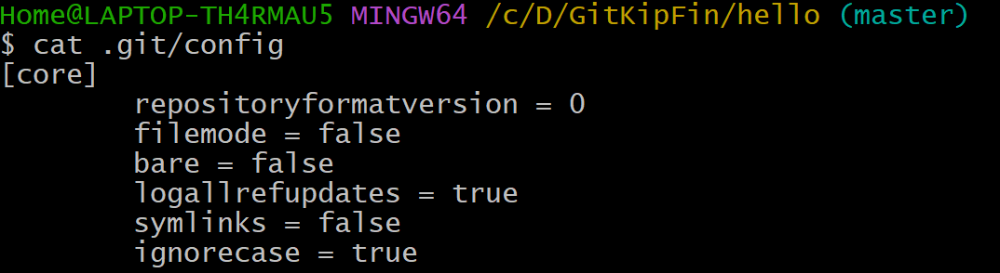 Home@LAPTOP-TH4RMAU5 MINGW64 /c/D/GitKipFin/hello (master)
$ cat .git/config
[core]
        repositoryformatversion = 0
        filemode = false
        bare = false
        logallrefupdates = true
        symlinks = false
        ignorecase = true